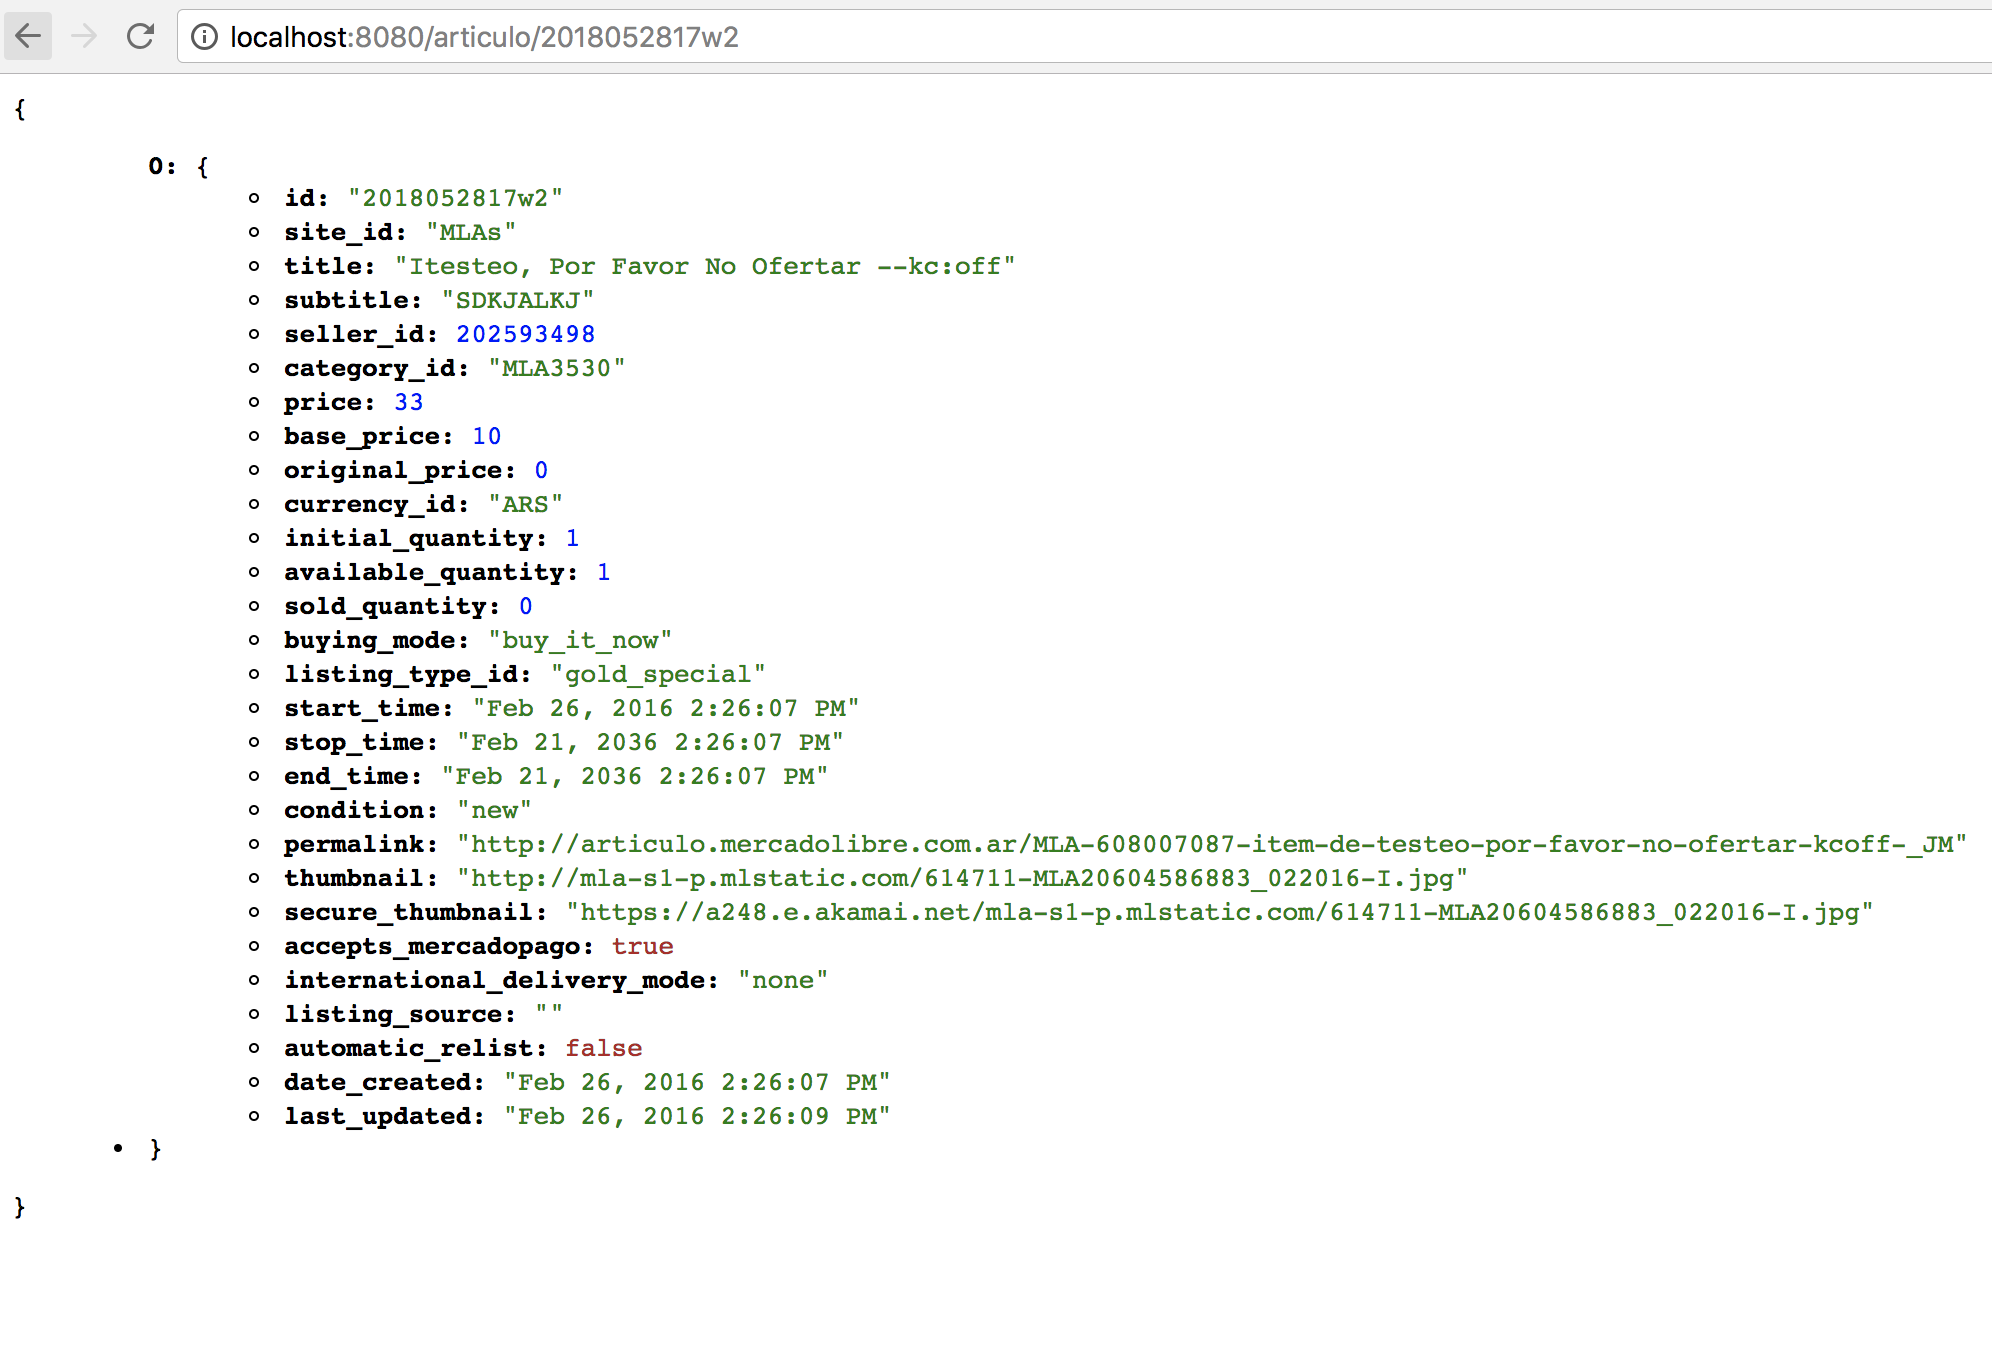 localhost:8080/articulo/2018052817w2
{
0: {
id: "2018052817w2"
site_id: "MLAs"
title: "Itesteo, Por Favor No Ofertar --kc:off"
subtitle: "SDKJALKJ"
seller_id: 202593498
category_id: "MLA3530"
price: 33
base_price: 10
original_price: 0
currency_id: "ARS"
initial_quantity: 1
available_quantity: 1
sold_quantity: 0
buying_mode: "buy_it_now"
listing_type_id: "gold_special"
start_time: "Feb 26, 2016 2:26:07 PM"
stop_time: "Feb 21, 2036 2:26:07 PM"
end_time: "Feb 21, 2036 2:26:07 PM"
condition: "new"
permalink: "http://articulo.mercadolibre.com.ar/MLA-608007087-item-de-testeo-por-favor-no-ofertar-kcoff-_JM"
thumbnail: "http://mla-s1-p.mlstatic.com/614711-MLA20604586883_022016-I.jpg"
secure_thumbnail: "https://a248.e.akamai.net/mla-s1-p.mlstatic.com/614711-MLA20604586883_022016-I.jpg"
accepts_mercadopago: true
international_delivery_mode: "none"
listing_source: ""
automatic_relist: false
date_created: "Feb 26, 2016 2:26:07 PM"
last_updated: "Feb 26, 2016 2:26:09 PM"
}
}